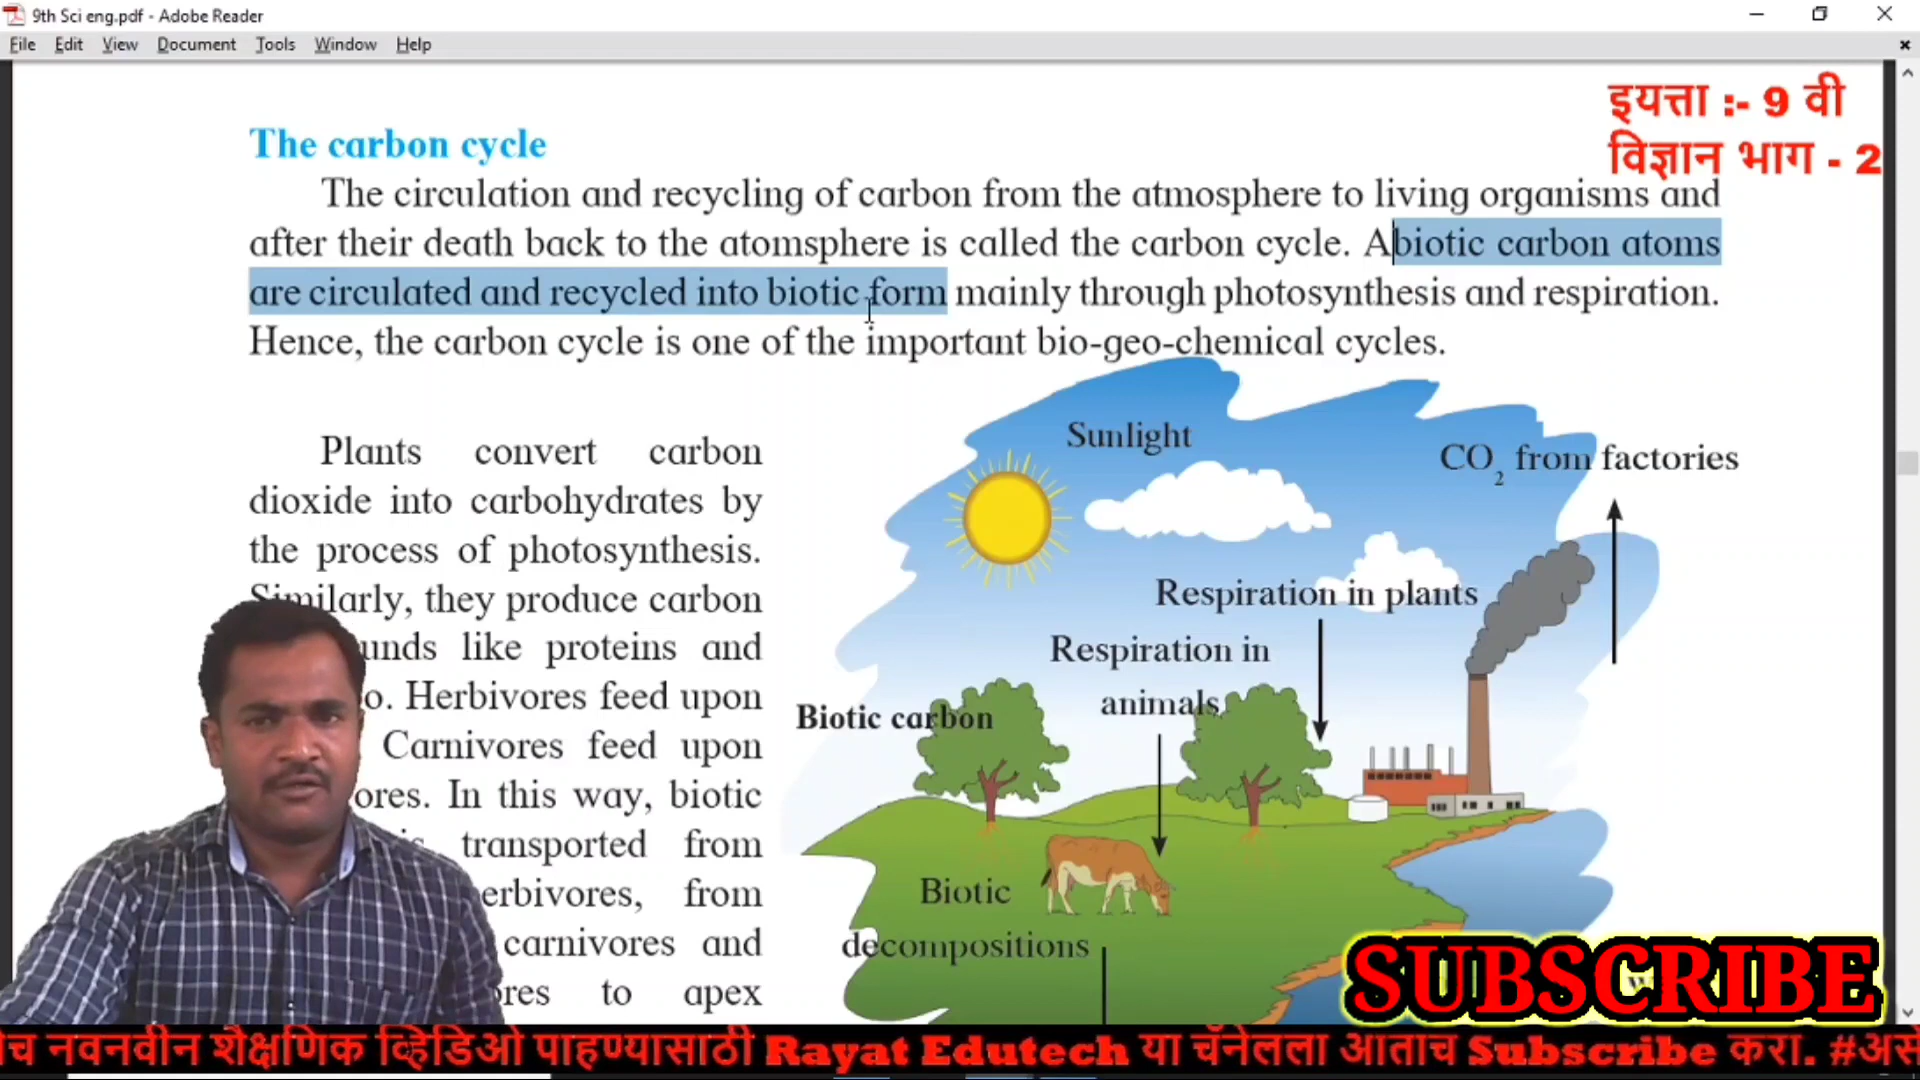 9th Sci eng.pdf - Adobe Reader
File Edit View Document Tools Window Help
इयत्ता :- 9 वी
विज्ञान भाग - 2
The carbon cycle
The circulation and recycling of carbon from the atmosphere to living organisms and
after their death back to the atomsphere is called the carbon cycle. Abiotic carbon atoms
are circulated and recycled into biotic form mainly through photosynthesis and respiration.
Hence, the carbon cycle is one of the important bio-geo-chemical cycles.
Plants convert carbon
dioxide into carbohydrates by
the process of photosynthesis.
Similarly, they produce carbon
unds like proteins and
o. Herbivores feed upon
Carnivores feed upon
ores. In this way, biotic
transported from
erbivores, from
carnivores and
ores to apex
Sunlight
CO₂ from factories
Respiration in plants
Respiration in
animals
Biotic carbon
Biotic
decompositions
SUBSCRIBE
च नवनवीन शैक्षणिक व्हिडिओ पाहण्यासाठी Rayat Edutech या चॅनेलला आताच Subscribe करा. #असे